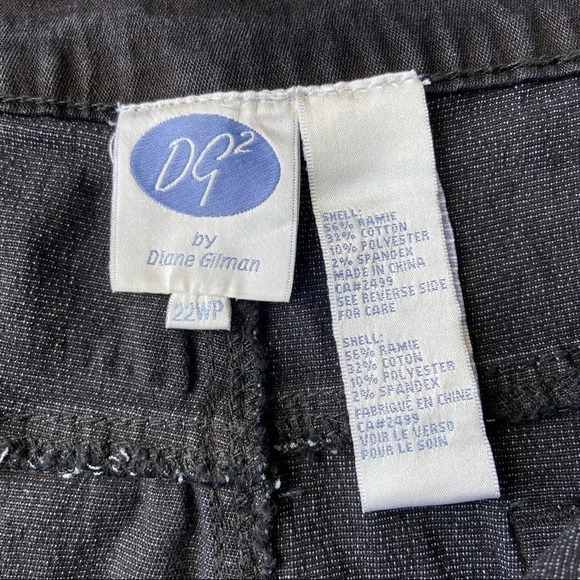 DG2
by
Diane Gilman
22WP
SHELL:
56% RAMIE
32% COTTON
10% POLYESTER
2% SPANDEX
MADE IN CHINA
CA#2499
SEE REVERSE SIDE
FOR CARE
SHELL:
56% RAMIE
32% COTON
10% POLYESTER
2% SPANDEX
FABRIQUÉ EN CHINE
CA#2499
VOIR LE VERSO
POUR LE SOIN